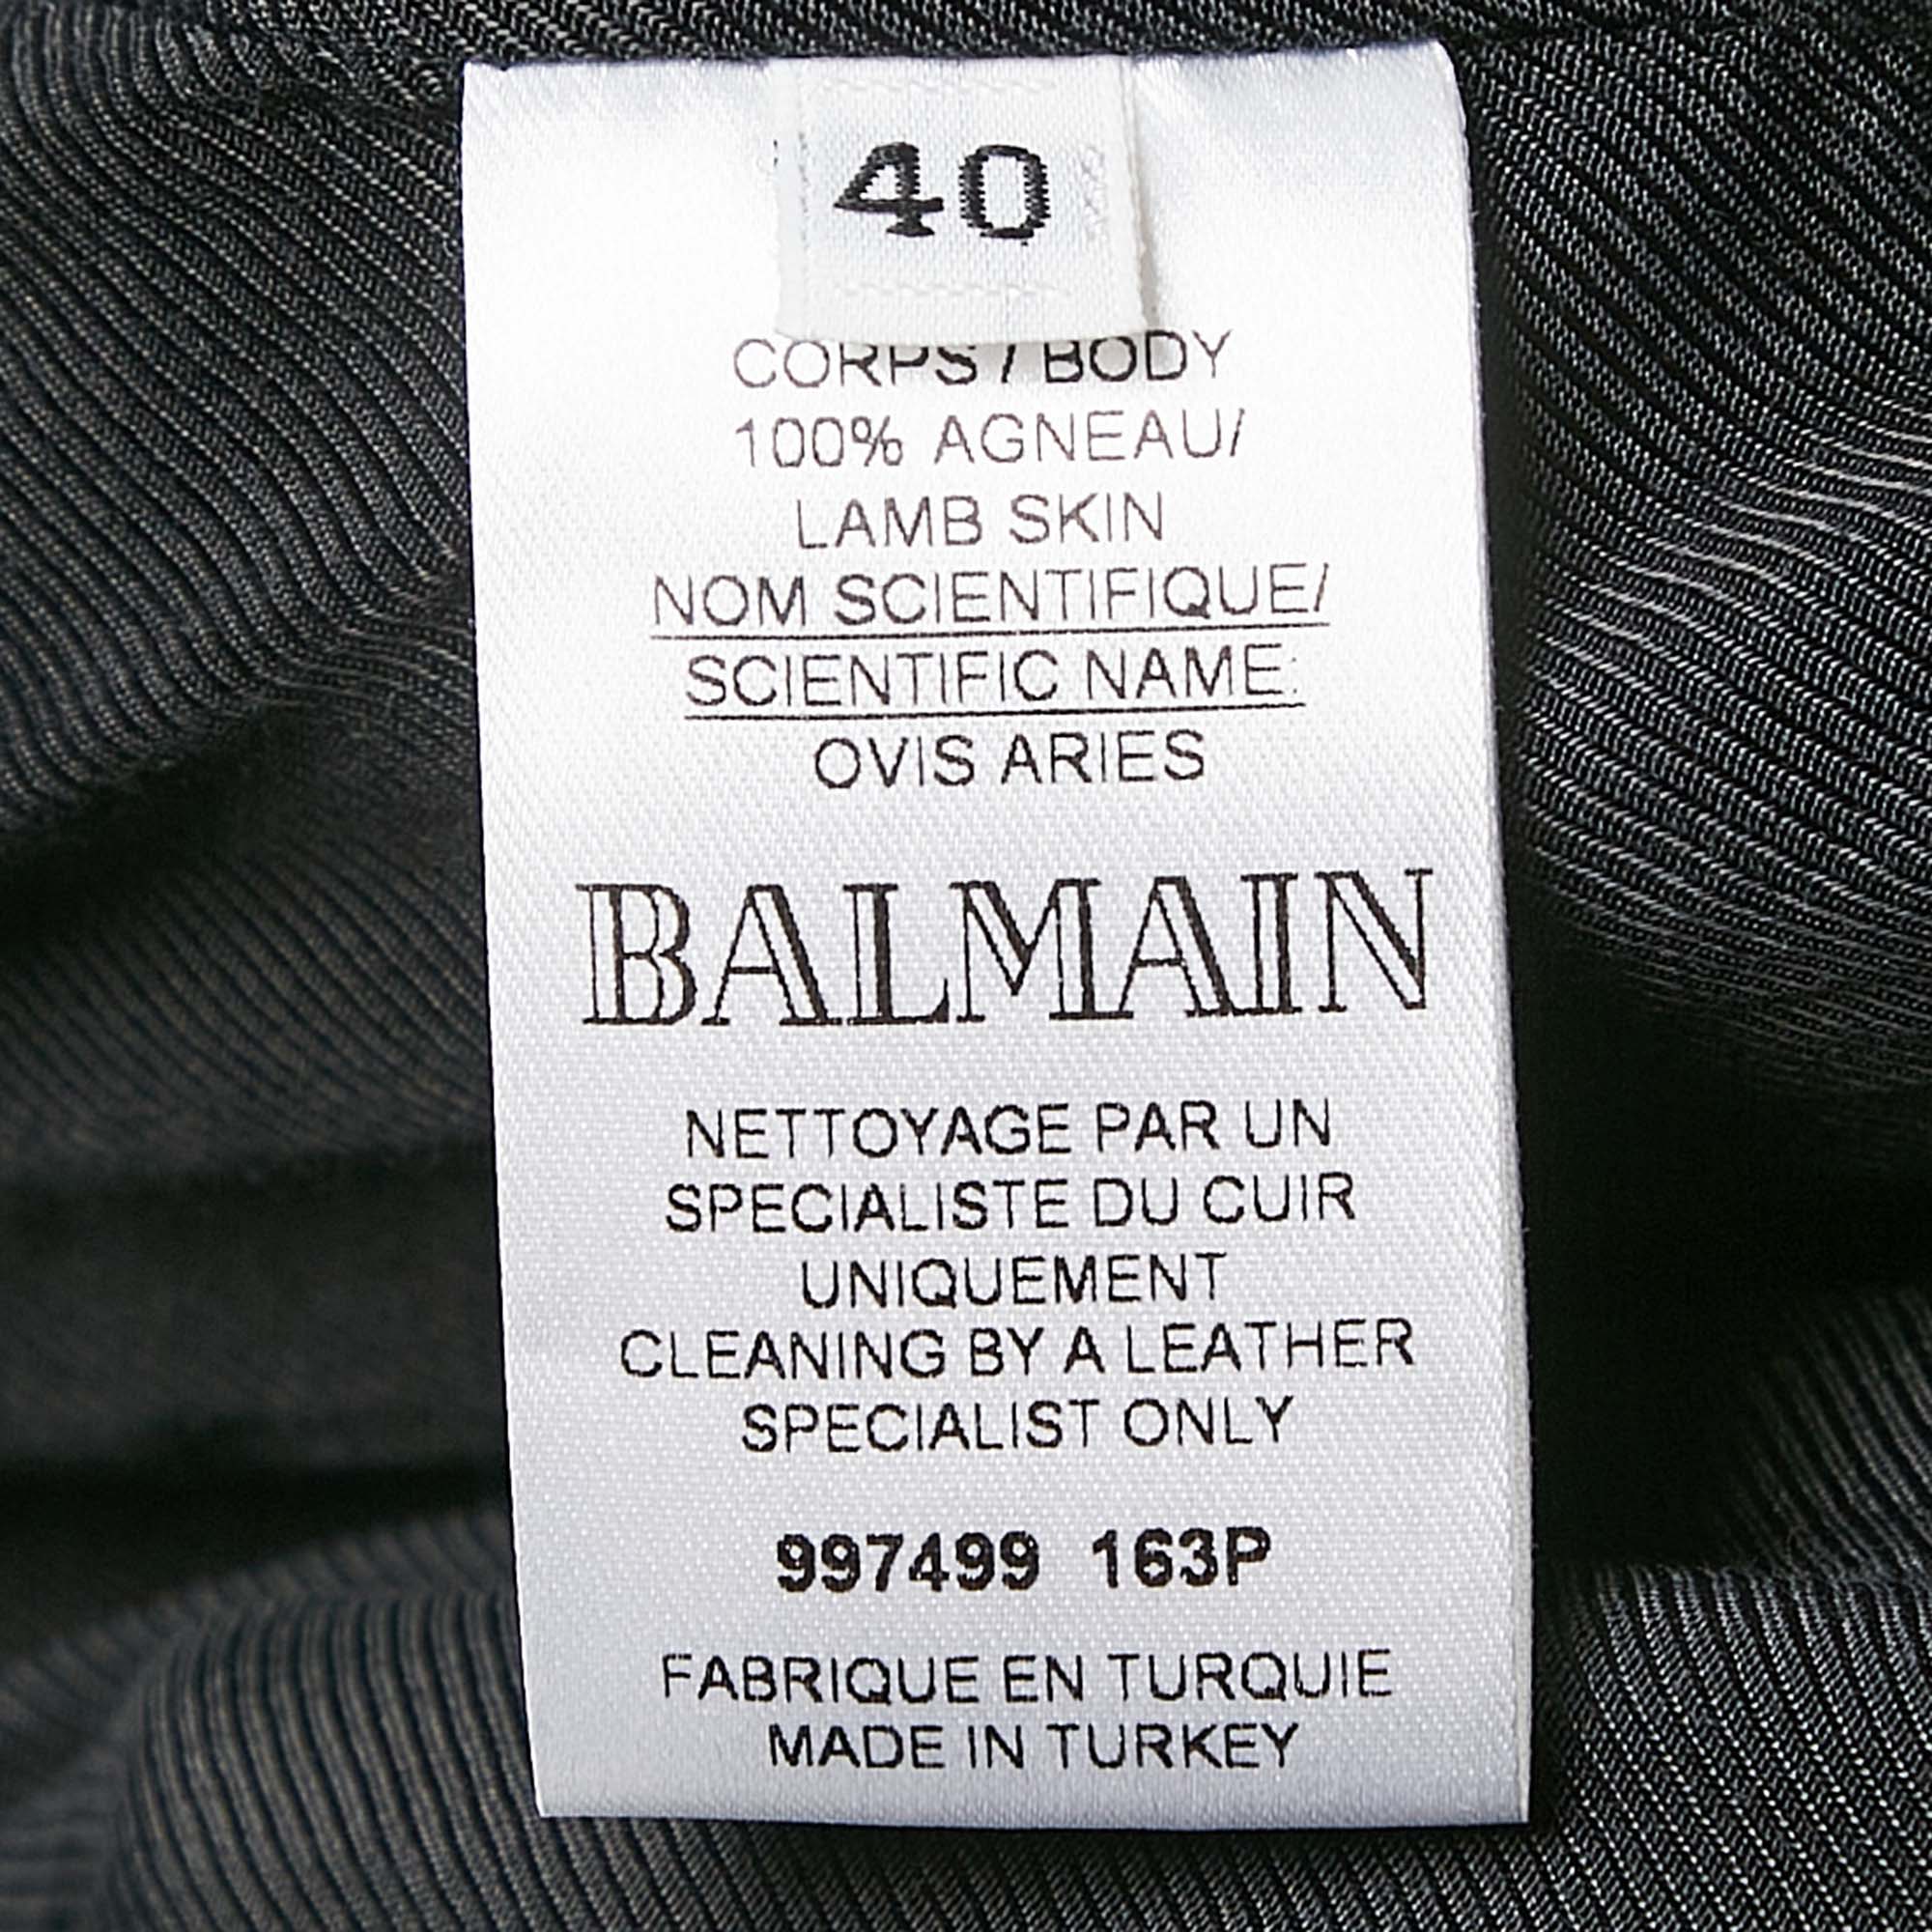 40
CORPS / BODY
100% AGNEAU/
LAMB SKIN
NOM SCIENTIFIQUE/
SCIENTIFIC NAME:
OVIS ARIES
BALMAIN
NETTOYAGE PAR UN
SPECIALISTE DU CUIR
UNIQUEMENT
CLEANING BY A LEATHER
SPECIALIST ONLY
997499 163P
FABRIQUE EN TURQUIE
MADE IN TURKEY